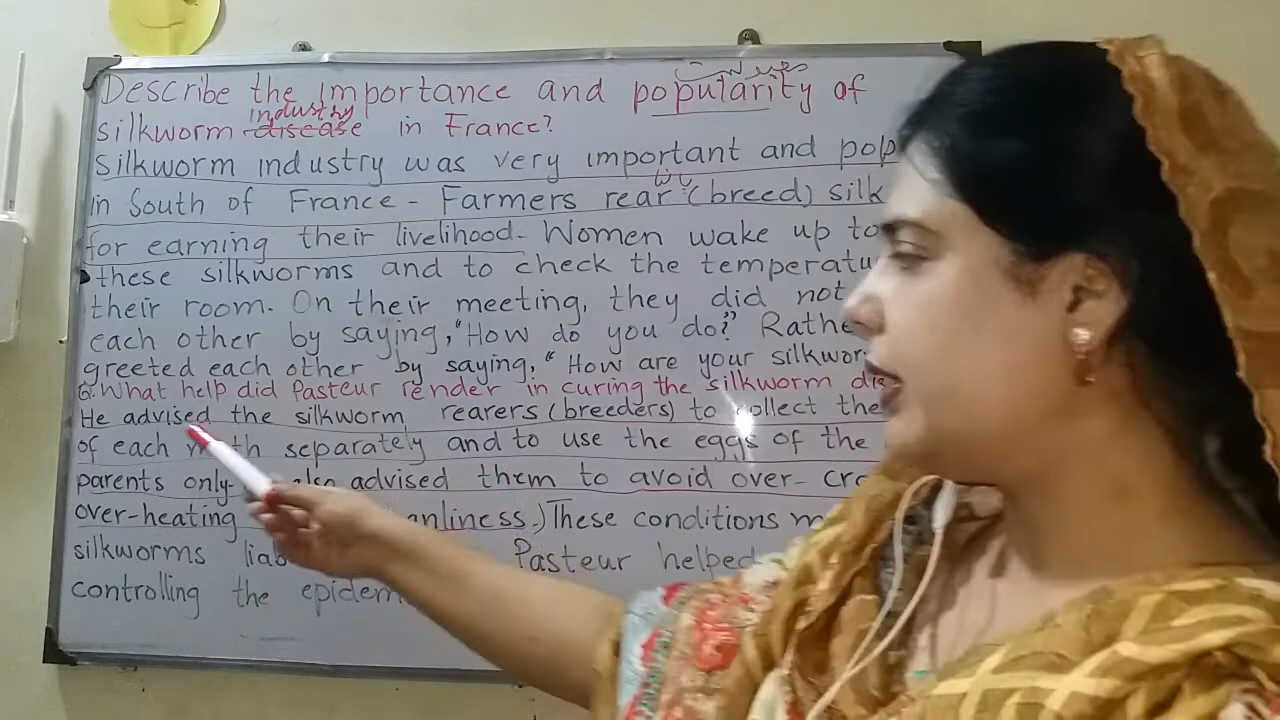 Describe the importance and popularity of
industry
silkworm disease in France?
silkworm industry was very important and pop
in South of France - Farmers rear (breed) silk
for earning their livelihood. Women wake up to
these silkworms and to check the temperatu
their room. On their meeting, they did not
each other by saying, "How do you do?" Rathe
greeted each other by saying, "How are your silkwor
6. What help did Pasteur render in curing the silkworm dis
He advised the silkworm rearers (breeders) to collect the
of each separately and to use the eggs of the
parents only- also advised them to avoid over- cro
over-heating anliness.) These conditions m
silkworms liab Pasteur helped
controlling the epidem